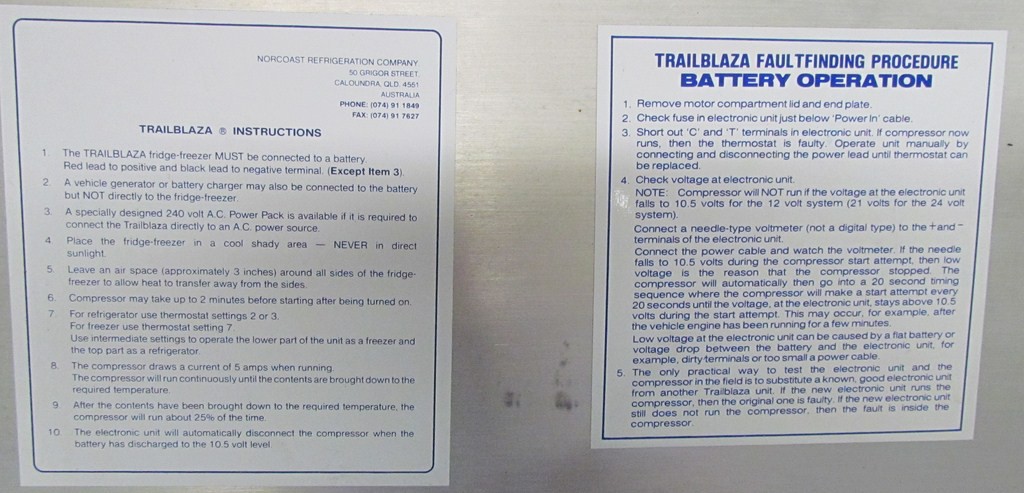 NORCOAST REFRIGERATION COMPANY.
50 GRIGOR STREET,
CALOUNDRA, QLD. 4551
AUSTRALIA
PHONE: (074) 91 1849
FAX: (074) 91 7627
TRAILBLAZA ® INSTRUCTIONS
1. The TRAILBLAZA fridge-freezer MUST be connected to a battery.
Red lead to positive and black lead to negative terminal. (Except Item 3).
2. A vehicle generator or battery charger may also be connected to the battery
but NOT directly to the fridge-freezer.
3. A specially designed 240 volt A.C. Power Pack is available if it is required to
connect the Trailblaza directly to an A.C. power source.
4. Place the fridge-freezer in a cool shady area — NEVER in direct
sunlight.
5. Leave an air space (approximately 3 inches) around all sides of the fridge-
freezer to allow heat to transfer away from the sides.
6. Compressor may take up to 2 minutes before starting after being turned on.
7. For refrigerator use thermostat settings 2 or 3.
For freezer use thermostat setting 7.
Use intermediate settings to operate the lower part of the unit as a freezer and
the top part as a refrigerator.
8. The compressor draws a current of 5 amps when running.
The compressor will run continuously until the contents are brought down to the
required temperature.
9. After the contents have been brought down to the required temperature, the
compressor will run about 25% of the time.
10. The electronic unit will automatically disconnect the compressor when the
battery has discharged to the 10.5 volt level.
TRAILBLAZA FAULTFINDING PROCEDURE
BATTERY OPERATION
1. Remove motor compartment lid and end plate.
2. Check fuse in electronic unit just below 'Power In' cable.
3. Short out 'C' and 'T' terminals in electronic unit. If compressor now
runs, then the thermostat is faulty. Operate unit manually by
connecting and disconnecting the power lead until thermostat can
be replaced.
4. Check voltage at electronic unit.
NOTE: Compressor will NOT run if the voltage at the electronic unit
falls to 10.5 volts for the 12 volt system (21 volts for the 24 volt
system).
Connect a needle-type voltmeter (not a digital type) to the + and -
terminals of the electronic unit.
Connect the power cable and watch the voltmeter. If the needle
falls to 10.5 volts during the compressor start attempt, then low
voltage is the reason that the compressor stopped. The
compressor will automatically then go into a 20 second timing
sequence where the compressor will make a start attempt every
20 seconds until the voltage, at the electronic unit, stays above 10.5
volts during the start attempt. This may occur, for example, after
the vehicle engine has been running for a few minutes.
Low voltage at the electronic unit can be caused by a flat battery or
voltage drop between the battery and the electronic unit, for
example, dirty terminals or too small a power cable.
5. The only practical way to test the electronic unit and the
compressor in the field is to substitute a known, good electronic unit
from another Trailblaza unit. If the new electronic unit runs the
compressor, then the original one is faulty. If the new electronic unit
still does not run the compressor, then the fault is inside the
compressor.